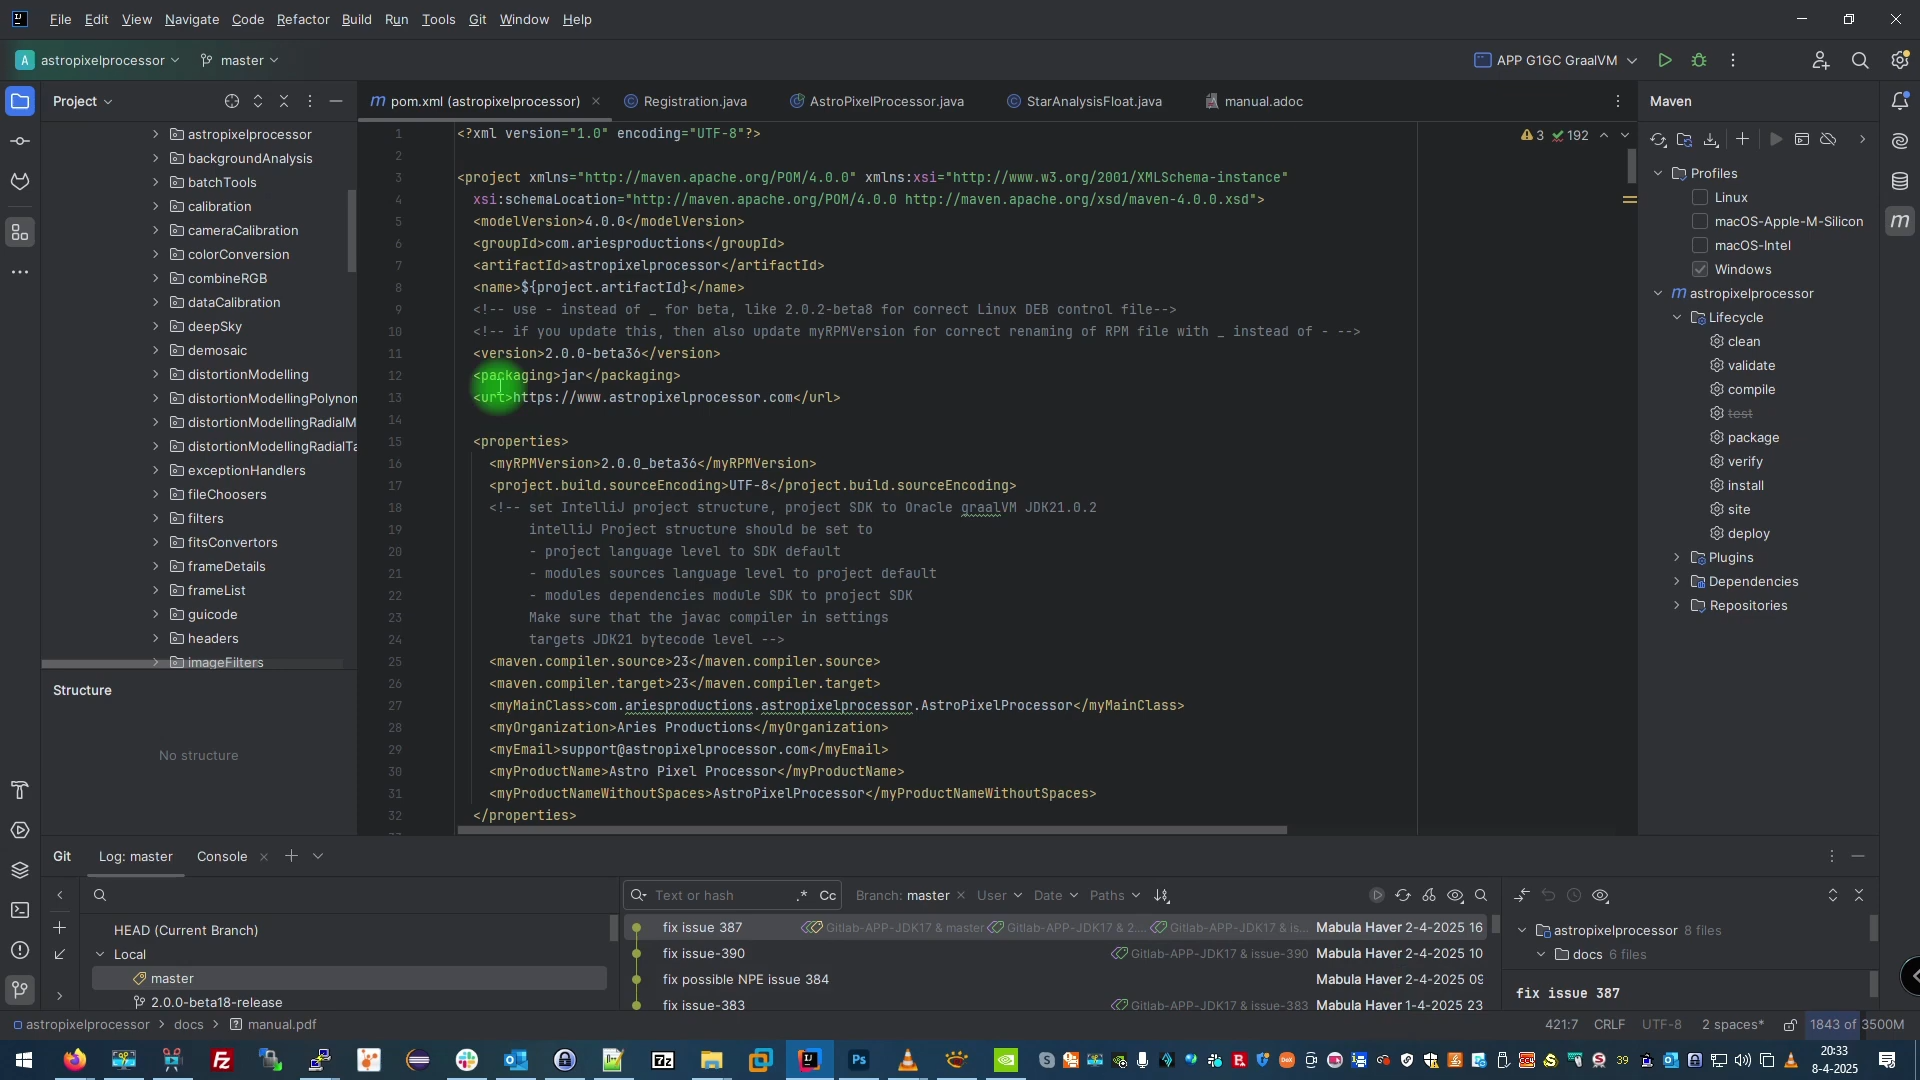 File Edit View Navigate Code Refactor Build Run Tools Git Window Help
A astropixelprocessor master APP G1GC GraalVM
Project
astropixelprocessor
backgroundAnalysis
batchTools
calibration
cameraCalibration
colorConversion
combineRGB
dataCalibration
deepSky
demosaic
distortionModelling
distortionModellingPolynon
distortionModellingRadialM
distortionModellingRadialTa
exceptionHandlers
fileChoosers
filters
fitsConvertors
frameDetails
frameList
guicode
headers
imageFilters
Structure
No structure
pom.xml (astropixelprocessor) Registration.java AstroPixelProcessor.java StarAnalysisFloat.java manual.adoc
3 192
1 <?xml version="1.0" encoding="UTF-8"?>
2
3 <project xmlns="http://maven.apache.org/POM/4.0.0" xmlns:xsi="http://www.w3.org/2001/XMLSchema-instance"
4 xsi:schemaLocation="http://maven.apache.org/POM/4.0.0 http://maven.apache.org/xsd/maven-4.0.0.xsd">
5 <modelVersion>4.0.0</modelVersion>
6 <groupId>com.ariesproductions</groupId>
7 <artifactId>astropixelprocessor</artifactId>
8 <name>${project.artifactId}</name>
9 <!-- use - instead of _ for beta, like 2.0.2-beta8 for correct Linux DEB control file-->
10 <!-- if you update this, then also update myRPMVersion for correct renaming of RPM file with _ instead of - -->
11 <version>2.0.0-beta36</version>
12 <packaging>jar</packaging>
13 <url>https://www.astropixelprocessor.com</url>
14
15 <properties>
16 <myRPMVersion>2.0.0_beta36</myRPMVersion>
17 <project.build.sourceEncoding>UTF-8</project.build.sourceEncoding>
18 <!-- set IntelliJ project structure, project SDK to Oracle graalVM JDK21.0.2
19 intelliJ Project structure should be set to
20 - project language level to SDK default
21 - modules sources language level to project default
22 - modules dependencies module SDK to project SDK
23 Make sure that the javac compiler in settings
24 targets JDK21 bytecode level -->
25 <maven.compiler.source>23</maven.compiler.source>
26 <maven.compiler.target>23</maven.compiler.target>
27 <myMainClass>com.ariesproductions.astropixelprocessor.AstroPixelProcessor</myMainClass>
28 <myOrganization>Aries Productions</myOrganization>
29 <myEmail>support@astropixelprocessor.com</myEmail>
30 <myProductName>Astro Pixel Processor</myProductName>
31 <myProductNameWithoutSpaces>AstroPixelProcessor</myProductNameWithoutSpaces>
32 </properties>
Maven
Profiles
Linux
macOS-Apple-M-Silicon
macOS-Intel
Windows
m astropixelprocessor
Lifecycle
clean
validate
compile
test
package
verify
install
site
deploy
Plugins
Dependencies
Repositories
Git Log: master Console
HEAD (Current Branch)
Local
master
2.0.0-beta18-release
Text or hash .* Cc Branch: master User Date Paths
fix issue 387 Gitlab-APP-JDK17 & master Gitlab-APP-JDK17 & 2.... Gitlab-APP-JDK17 & is... Mabula Haver 2-4-2025 16
fix issue-390 Gitlab-APP-JDK17 & issue-390 Mabula Haver 2-4-2025 10
fix possible NPE issue 384 Mabula Haver 2-4-2025 09
fix issue-383 Gitlab-APP-JDK17 & issue-383 Mabula Haver 1-4-2025 23
astropixelprocessor 8 files
docs 6 files
fix issue 387
astropixelprocessor > docs > manual.pdf
421:7 CRLF UTF-8 2 spaces* 1843 of 3500M
20:33
8-4-2025